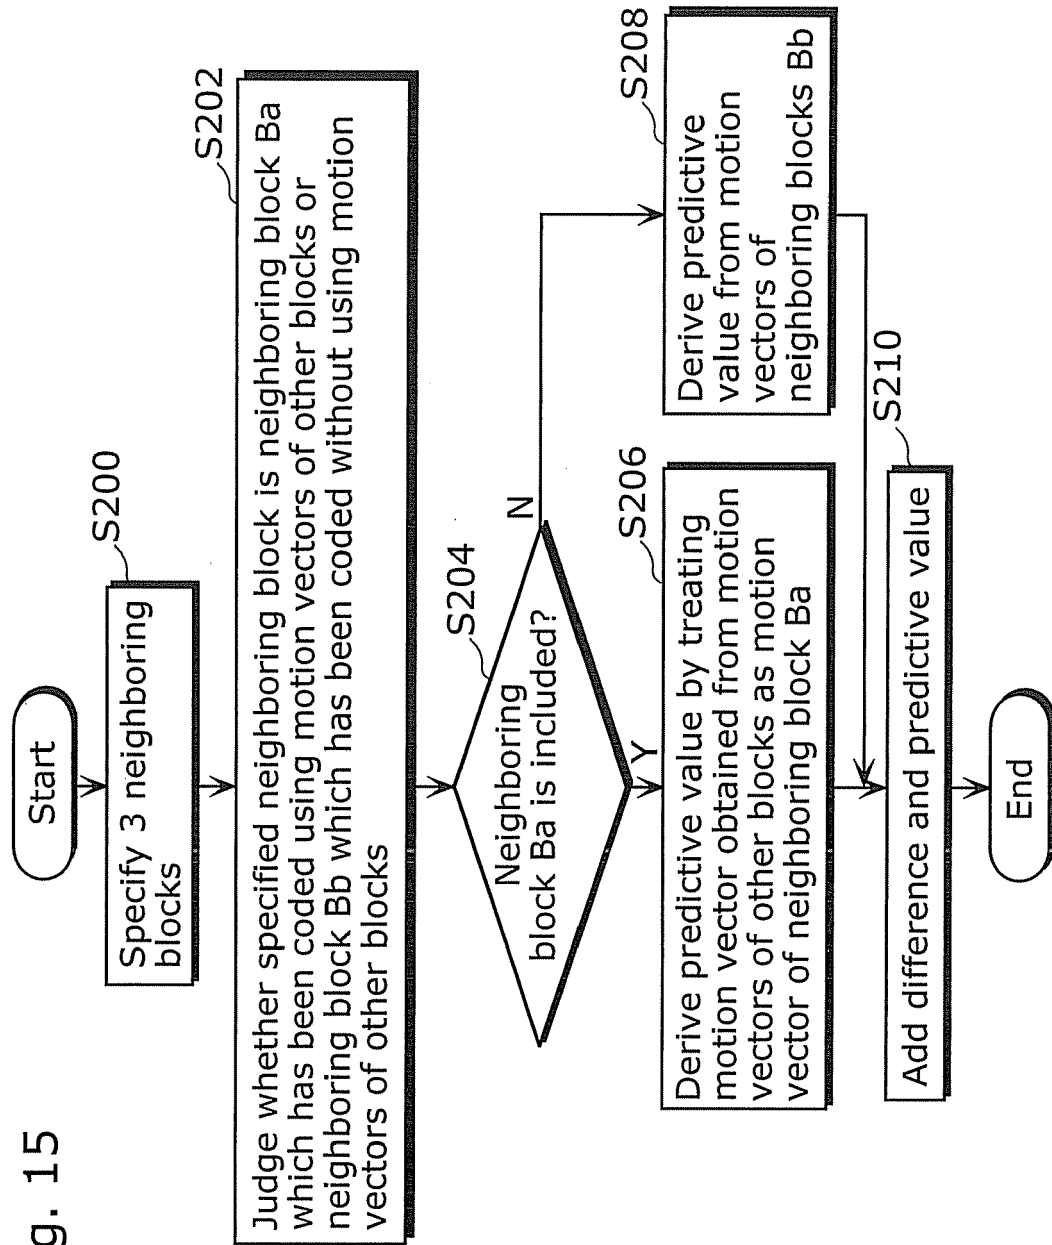 g. 15
Start
S200
Specify 3 neighboring
blocks
S202
Judge whether specified neighboring block is neighboring block Ba
which has been coded using motion vectors of other blocks or
neighboring block Bb which has been coded without using motion
vectors of other blocks
S204
Neighboring
block Ba is included?
N
Y
S206
Derive predictive value by treating
motion vector obtained from motion
vectors of other blocks as motion
vector of neighboring block Ba
S208
Derive predictive
value from motion
vectors of
neighboring blocks Bb
S210
Add difference and predictive value
End